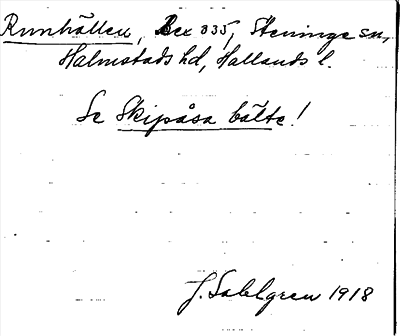 Runhällen, Bex 335, Steninge sn,
Halmstads hd, Hallands l.
Se Skipåsa bälte!
J. Sahlgren 1918